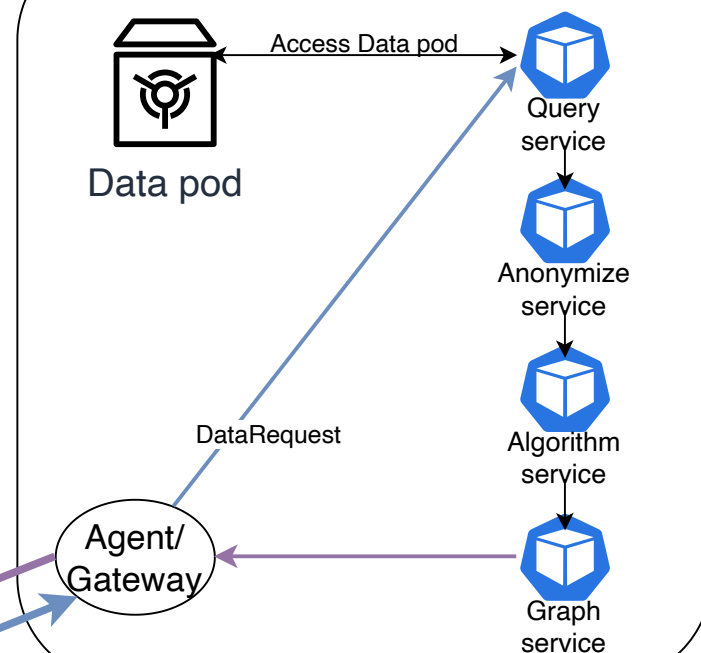 Access Data pod
Query
service
Data pod
Anonymize
service
DataRequest
Algorithm
service
Agent/
Gateway
Graph
service